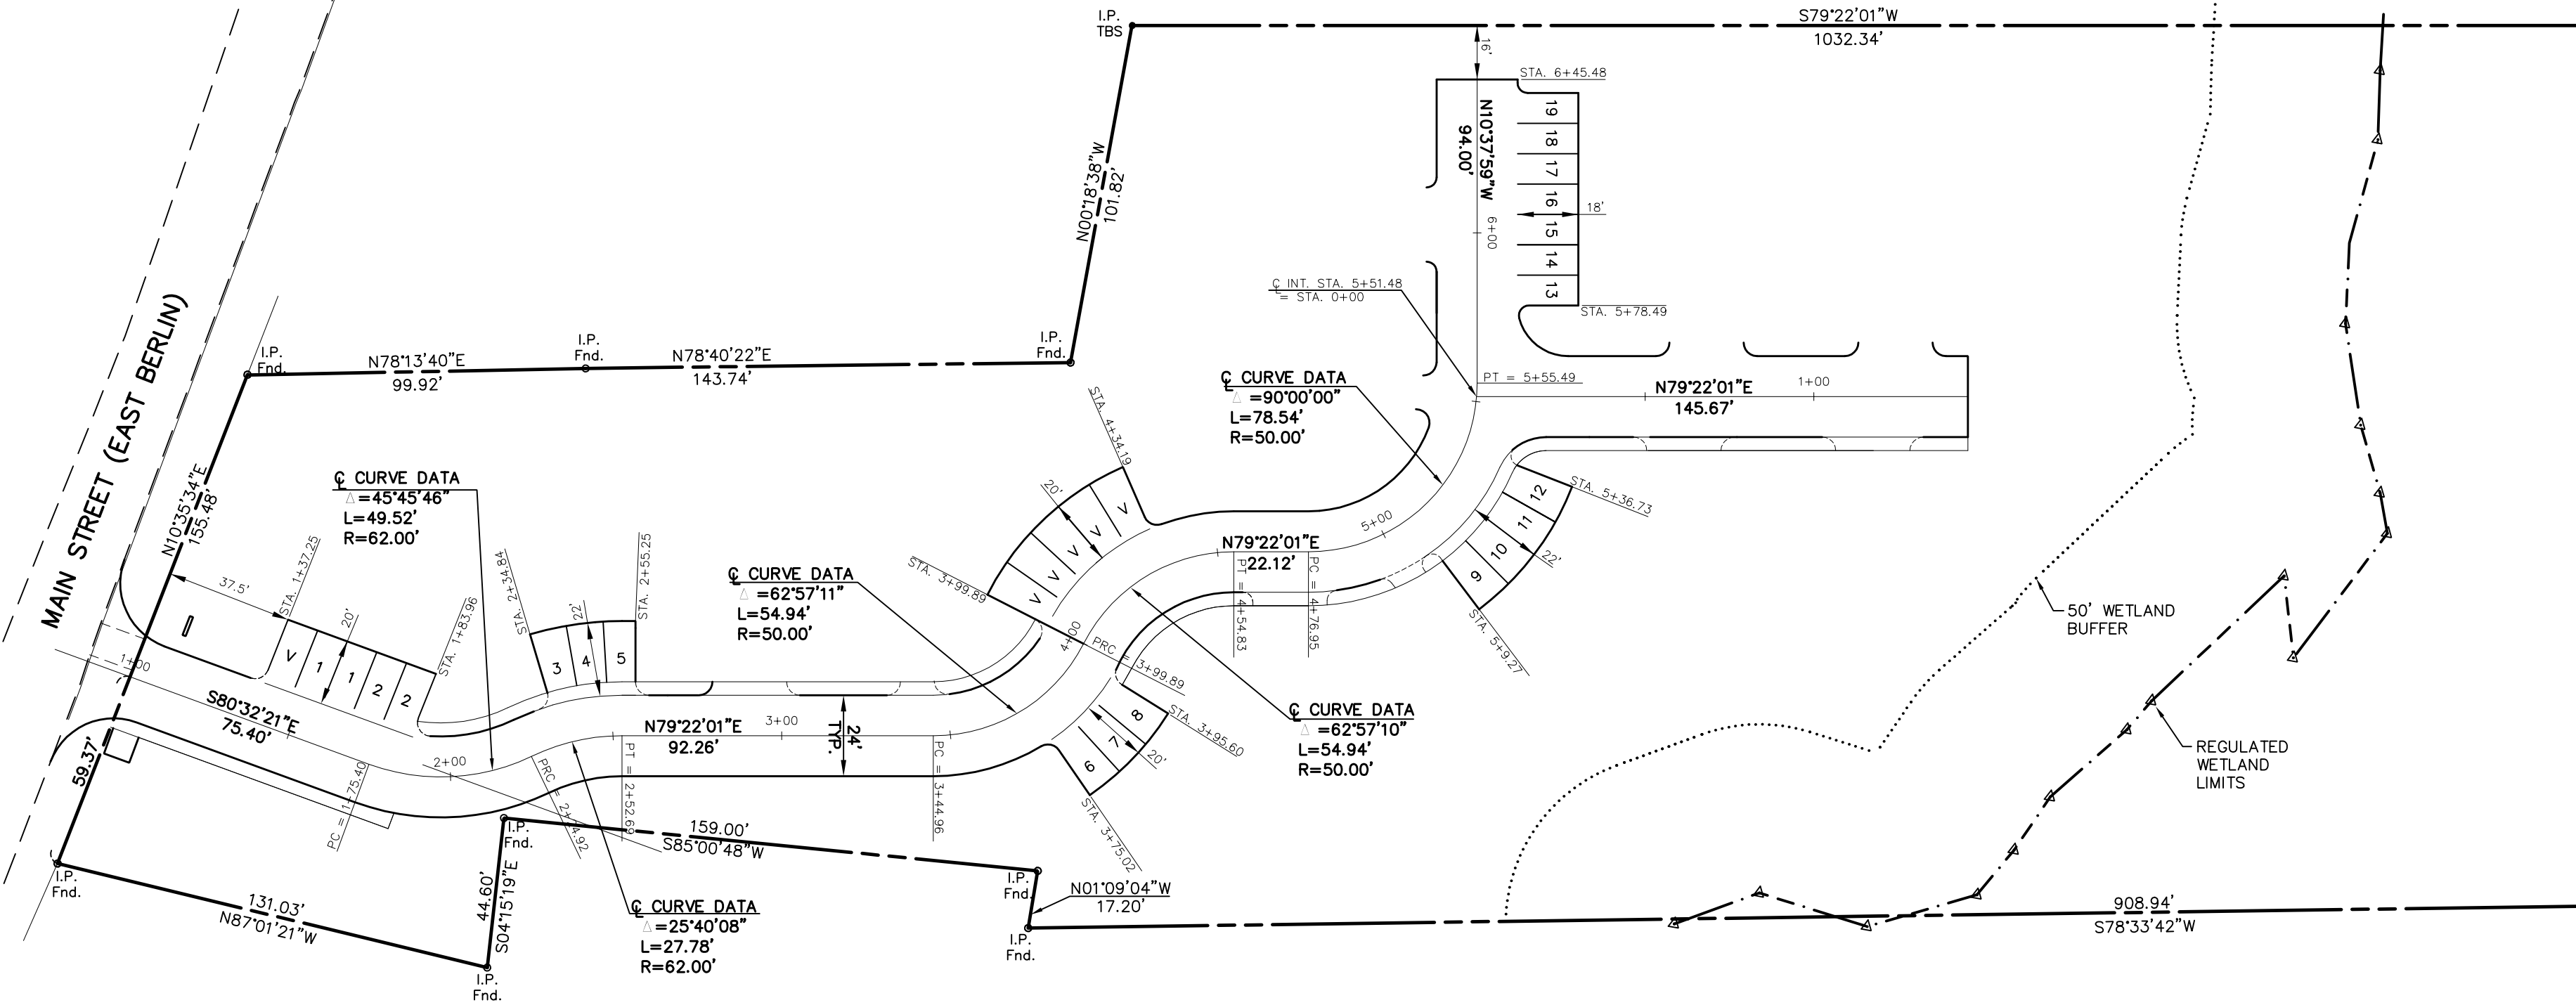 I.P.
TBS
S79°22'01"W
1032.34'
16'
STA. 6+45.48
N10°37'59"W
94.00'
19
18
17
16
15
14
13
18'
6+00
STA. 5+78.49
N00°18'38"W
101.82'
℄ INT. STA. 5+51.48
= STA. 0+00
MAIN STREET (EAST BERLIN)
I.P.
Fnd.
N78°13'40"E
99.92'
I.P.
Fnd.
N78°40'22"E
143.74'
I.P.
Fnd.
PT = 5+55.49
N79°22'01"E
145.67'
1+00
℄ CURVE DATA
△ =90°00'00"
L=78.54'
R=50.00'
STA. 4+34.19
20'
V
V
V
V
V
STA. 3+99.89
N10°35'34"E
155.48'
℄ CURVE DATA
△ =45°45'46"
L=49.52'
R=62.00'
37.5'
STA. 1+37.25
20'
V
1
1
2
2
STA. 1+83.96
STA. 2+34.84
22'
STA. 2+55.25
3
4
5
℄ CURVE DATA
△ =62°57'11"
L=54.94'
R=50.00'
5+00
N79°22'01"E
22.12'
PT = 4+54.83
PC = 4+76.95
12
11
10
9
22'
STA. 5+36.73
STA. 5+9.27
50' WETLAND
BUFFER
1+00
S80°32'21"E
75.40'
59.37'
2+00
PC = 1+75.40
N79°22'01"E
92.26'
3+00
24'
TYP.
PT = 2+52.69
PC = 3+44.96
4+00
PRC = 3+99.89
8
7
6
20'
STA. 3+95.60
STA. 3+75.02
℄ CURVE DATA
△ =62°57'10"
L=54.94'
R=50.00'
REGULATED
WETLAND
LIMITS
I.P.
Fnd.
131.03'
N87°01'21"W
44.60'
S04°15'19"E
I.P.
Fnd.
I.P.
Fnd.
159.00'
S85°00'48"W
℄ CURVE DATA
△ =25°40'08"
L=27.78'
R=62.00'
I.P.
Fnd.
N01°09'04"W
17.20'
I.P.
Fnd.
908.94'
S78°33'42"W